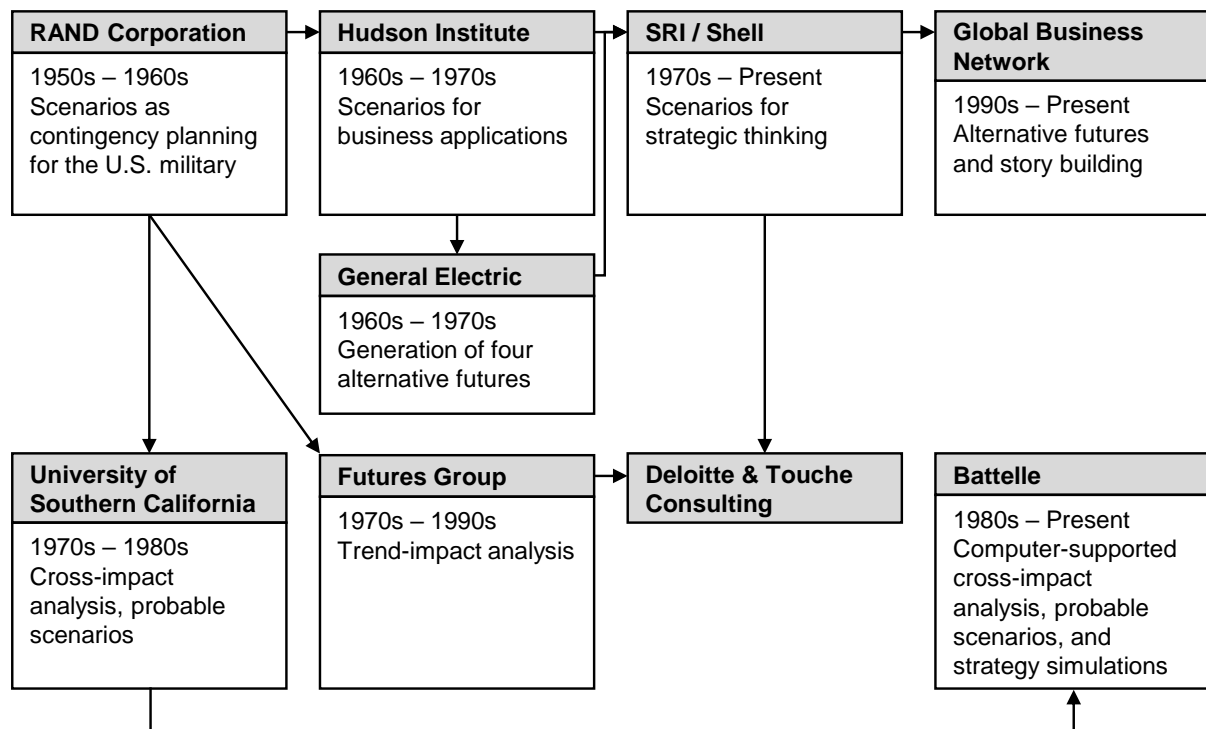 RAND Corporation
1950s – 1960s
Scenarios as
contingency planning
for the U.S. military
Hudson Institute
1960s – 1970s
Scenarios for
business applications
SRI / Shell
1970s – Present
Scenarios for
strategic thinking
Global Business
Network
1990s – Present
Alternative futures
and story building
General Electric
1960s – 1970s
Generation of four
alternative futures
University of
Southern California
1970s – 1980s
Cross-impact
analysis, probable
scenarios
Futures Group
1970s – 1990s
Trend-impact analysis
Deloitte & Touche
Consulting
Battelle
1980s – Present
Computer-supported
cross-impact
analysis, probable
scenarios, and
strategy simulations